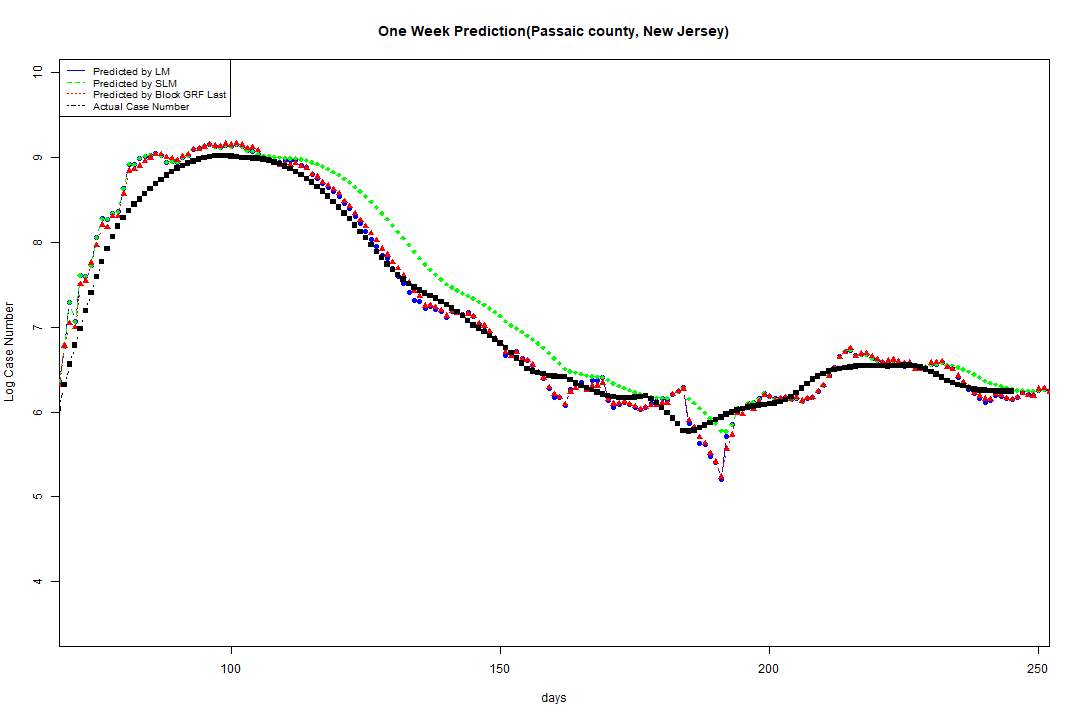 One Week Prediction(Passaic county, New Jersey)
Predicted by LM
Predicted by SLM
Predicted by Block GRF Last
Actual Case Number
10
9
8
7
6
5
4
Log Case Number
100
150
200
250
days